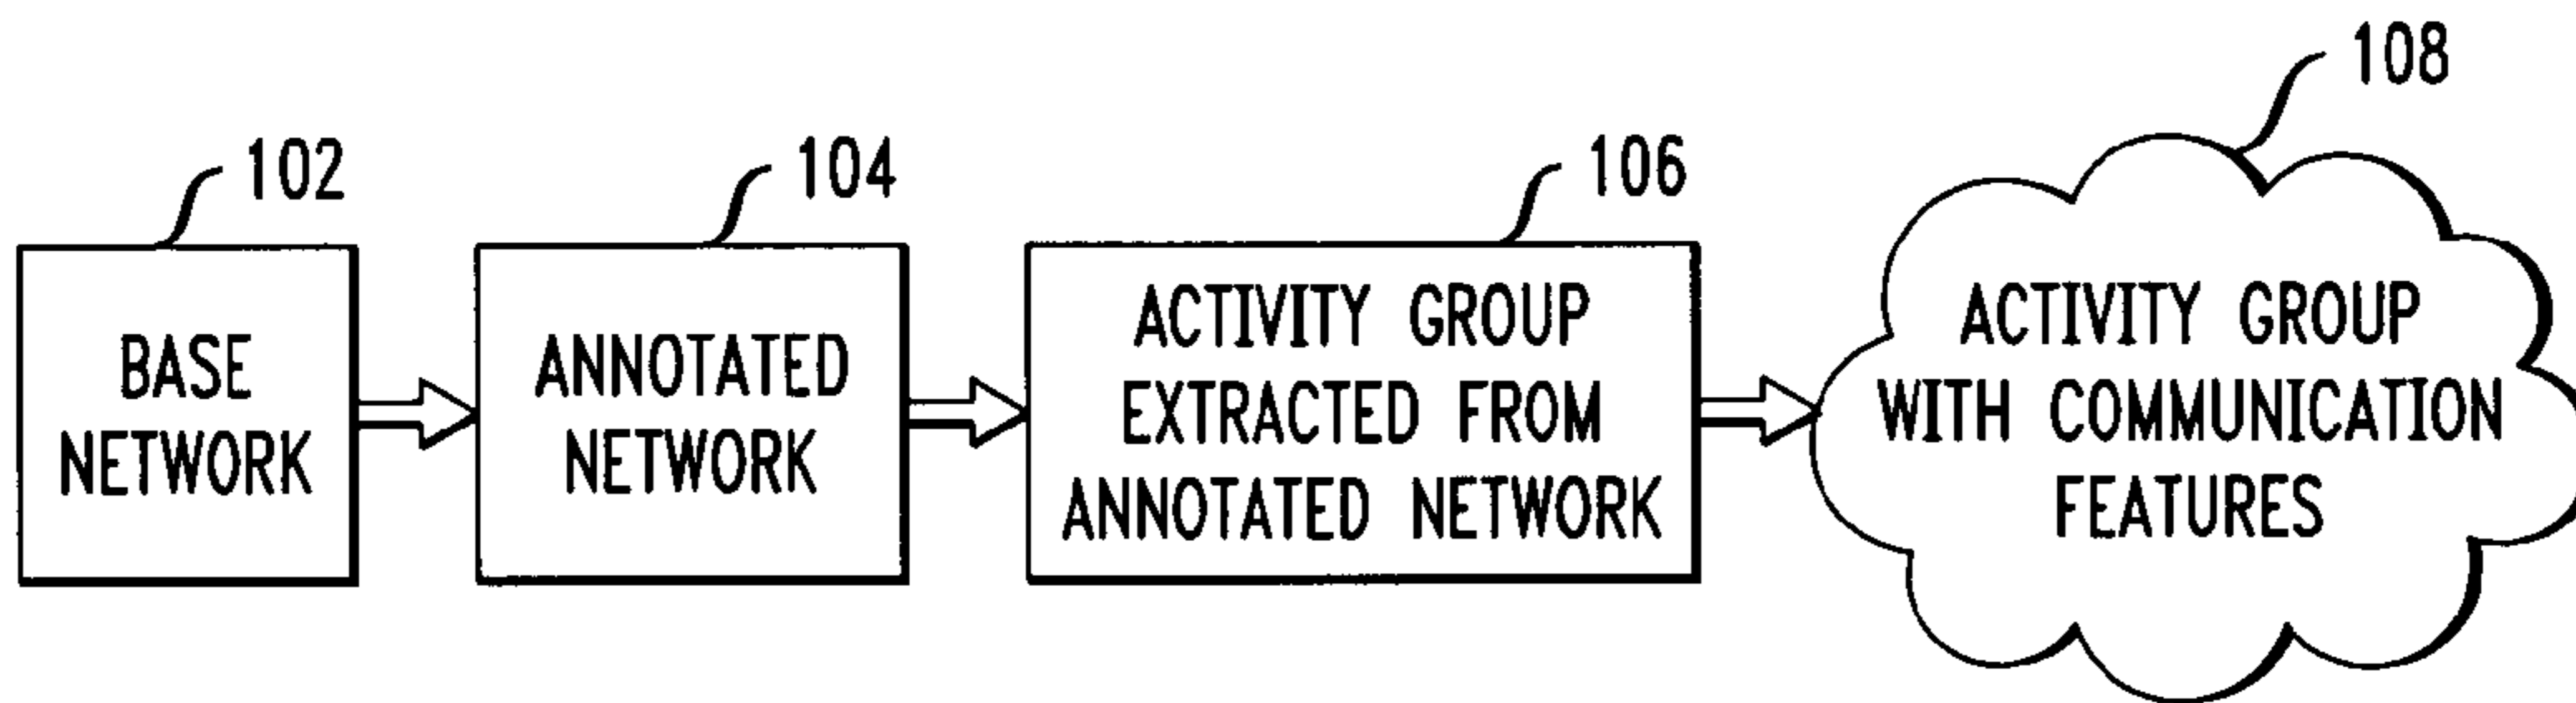 108
102
104
106
BASE
NETWORK
ANNOTATED
NETWORK
ACTIVITY GROUP
EXTRACTED FROM
ANNOTATED NETWORK
ACTIVITY GROUP
WITH COMMUNICATION
FEATURES